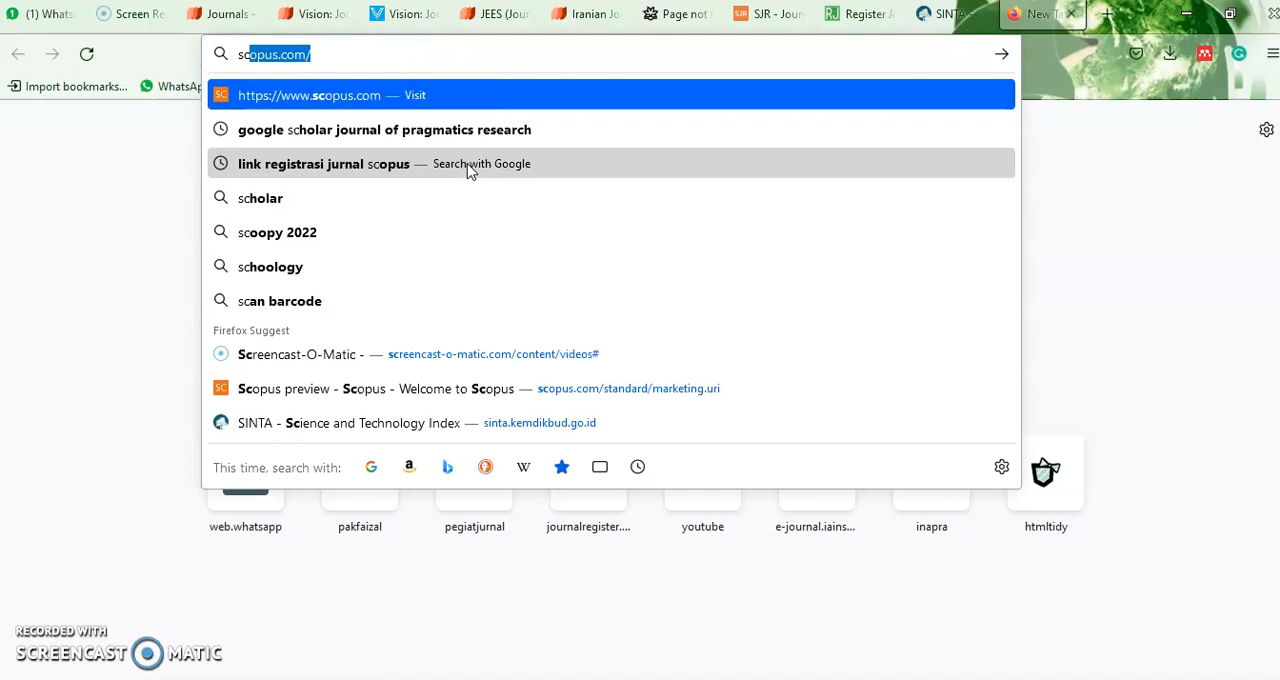 (1) Whats
Screen Re
Journals –
Vision: Jou
Vision: Jo
JEES (Jour
Iranian Jo
Page not
SJR - Journ
Register J
SINTA
New Ta
scopus.com/
Import bookmarks...
WhatsAp
https://www.scopus.com — Visit
google scholar journal of pragmatics research
link registrasi jurnal scopus — Search with Google
scholar
scoopy 2022
schoology
scan barcode
Firefox Suggest
Screencast-O-Matic - — screencast-o-matic.com/content/videos#
Scopus preview - Scopus - Welcome to Scopus — scopus.com/standard/marketing.uri
SINTA - Science and Technology Index — sinta.kemdikbud.go.id
This time, search with:
web.whatsapp
pakfaizal
pegiatjurnal
journalregister....
youtube
e-journal.iains...
inapra
htmltidy
RECORDED WITH
SCREENCAST MATIC